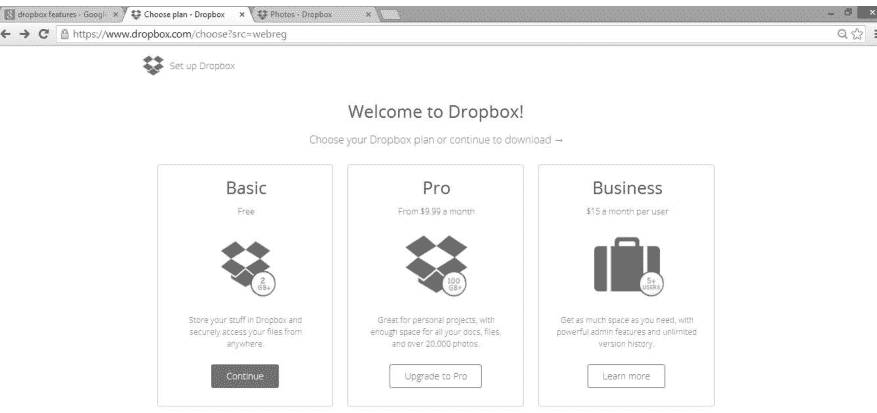 dropbox features - Googl
Choose plan - Dropbox
Photos - Dropbox
https://www.dropbox.com/choose?src=webreg
Set up Dropbox
Welcome to Dropbox!
Choose your Dropbox plan or continue to download →
Basic
Free
2
GB+
Store your stuff in Dropbox and
securely access your files from
anywhere.
Continue
Pro
From $9.99 a month
100
GB+
Great for personal projects, with
enough space for all your docs, files,
and over 20,000 photos.
Upgrade to Pro
Business
$15 a month per user
5+
USERS
Get as much space as you need, with
powerful admin features and unlimited
version history.
Learn more